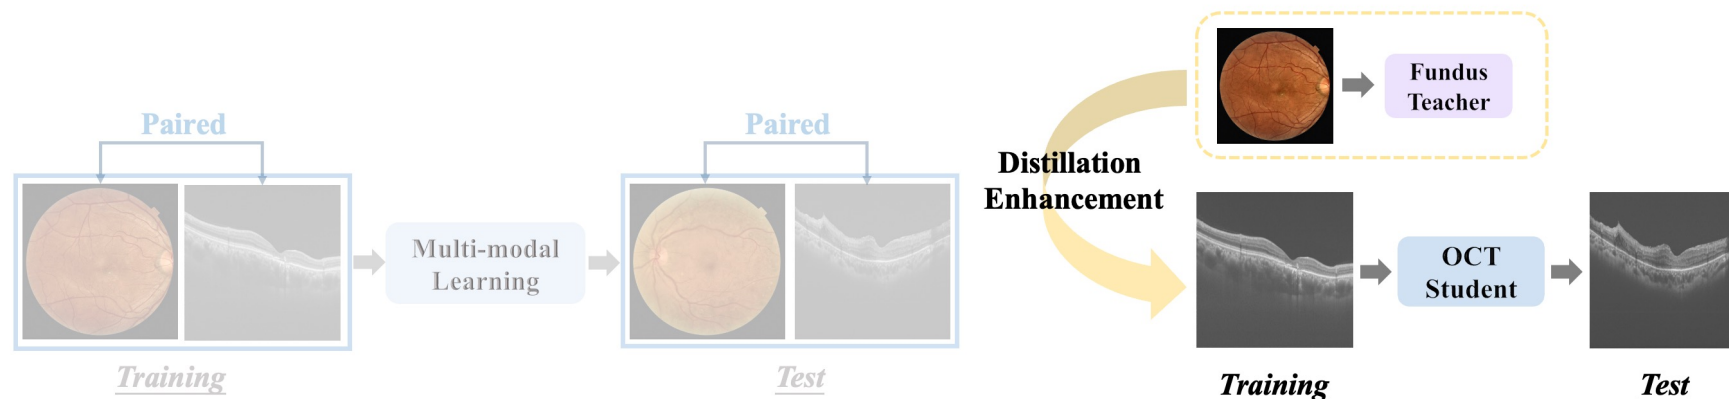 Paired
Multi-modal
Learning
Paired
Training
Test
Distillation
Enhancement
Fundus
Teacher
OCT
Student
Training
Test